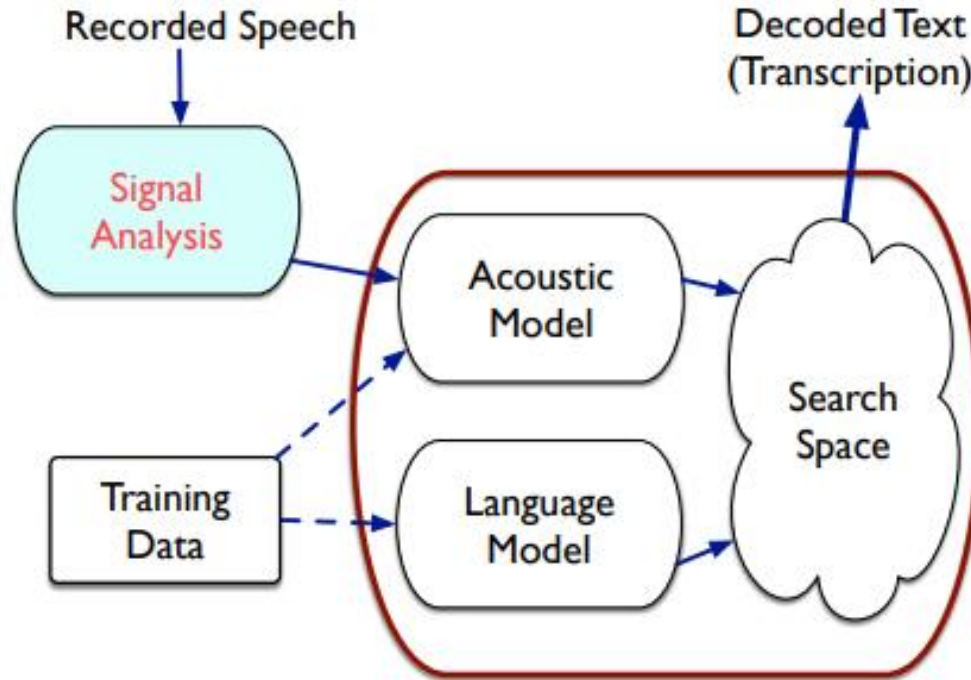 Recorded Speech
Decoded Text
(Transcription)
Signal
Analysis
Acoustic
Model
Search
Space
Training
Data
Language
Model